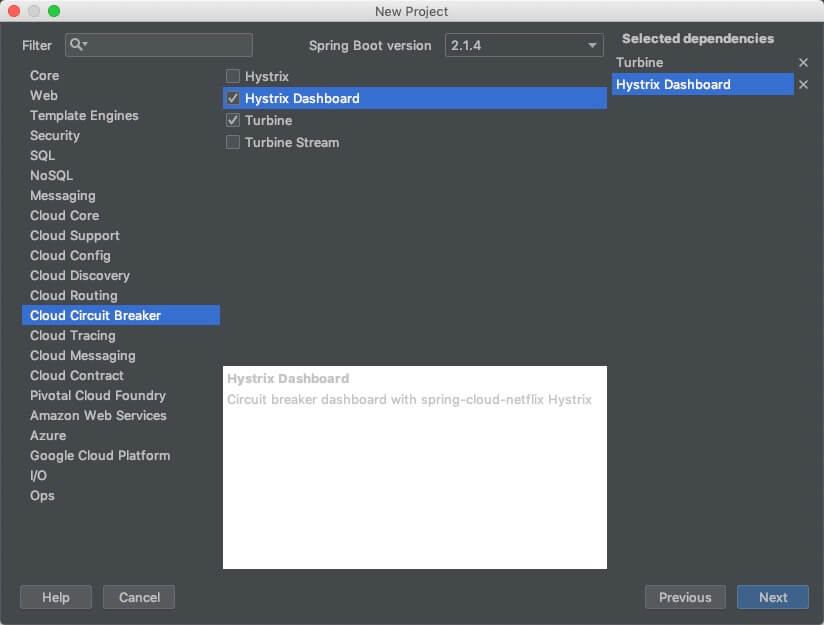 New Project
Filter
Spring Boot version 2.1.4
Selected dependencies
Core
Web
Template Engines
Security
SQL
NoSQL
Messaging
Cloud Core
Cloud Support
Cloud Config
Cloud Discovery
Cloud Routing
Cloud Circuit Breaker
Cloud Tracing
Cloud Messaging
Cloud Contract
Pivotal Cloud Foundry
Amazon Web Services
Azure
Google Cloud Platform
I/O
Ops
Hystrix
Hystrix Dashboard
Turbine
Turbine Stream
Turbine
Hystrix Dashboard
Hystrix Dashboard
Circuit breaker dashboard with spring-cloud-netflix Hystrix
Help
Cancel
Previous
Next